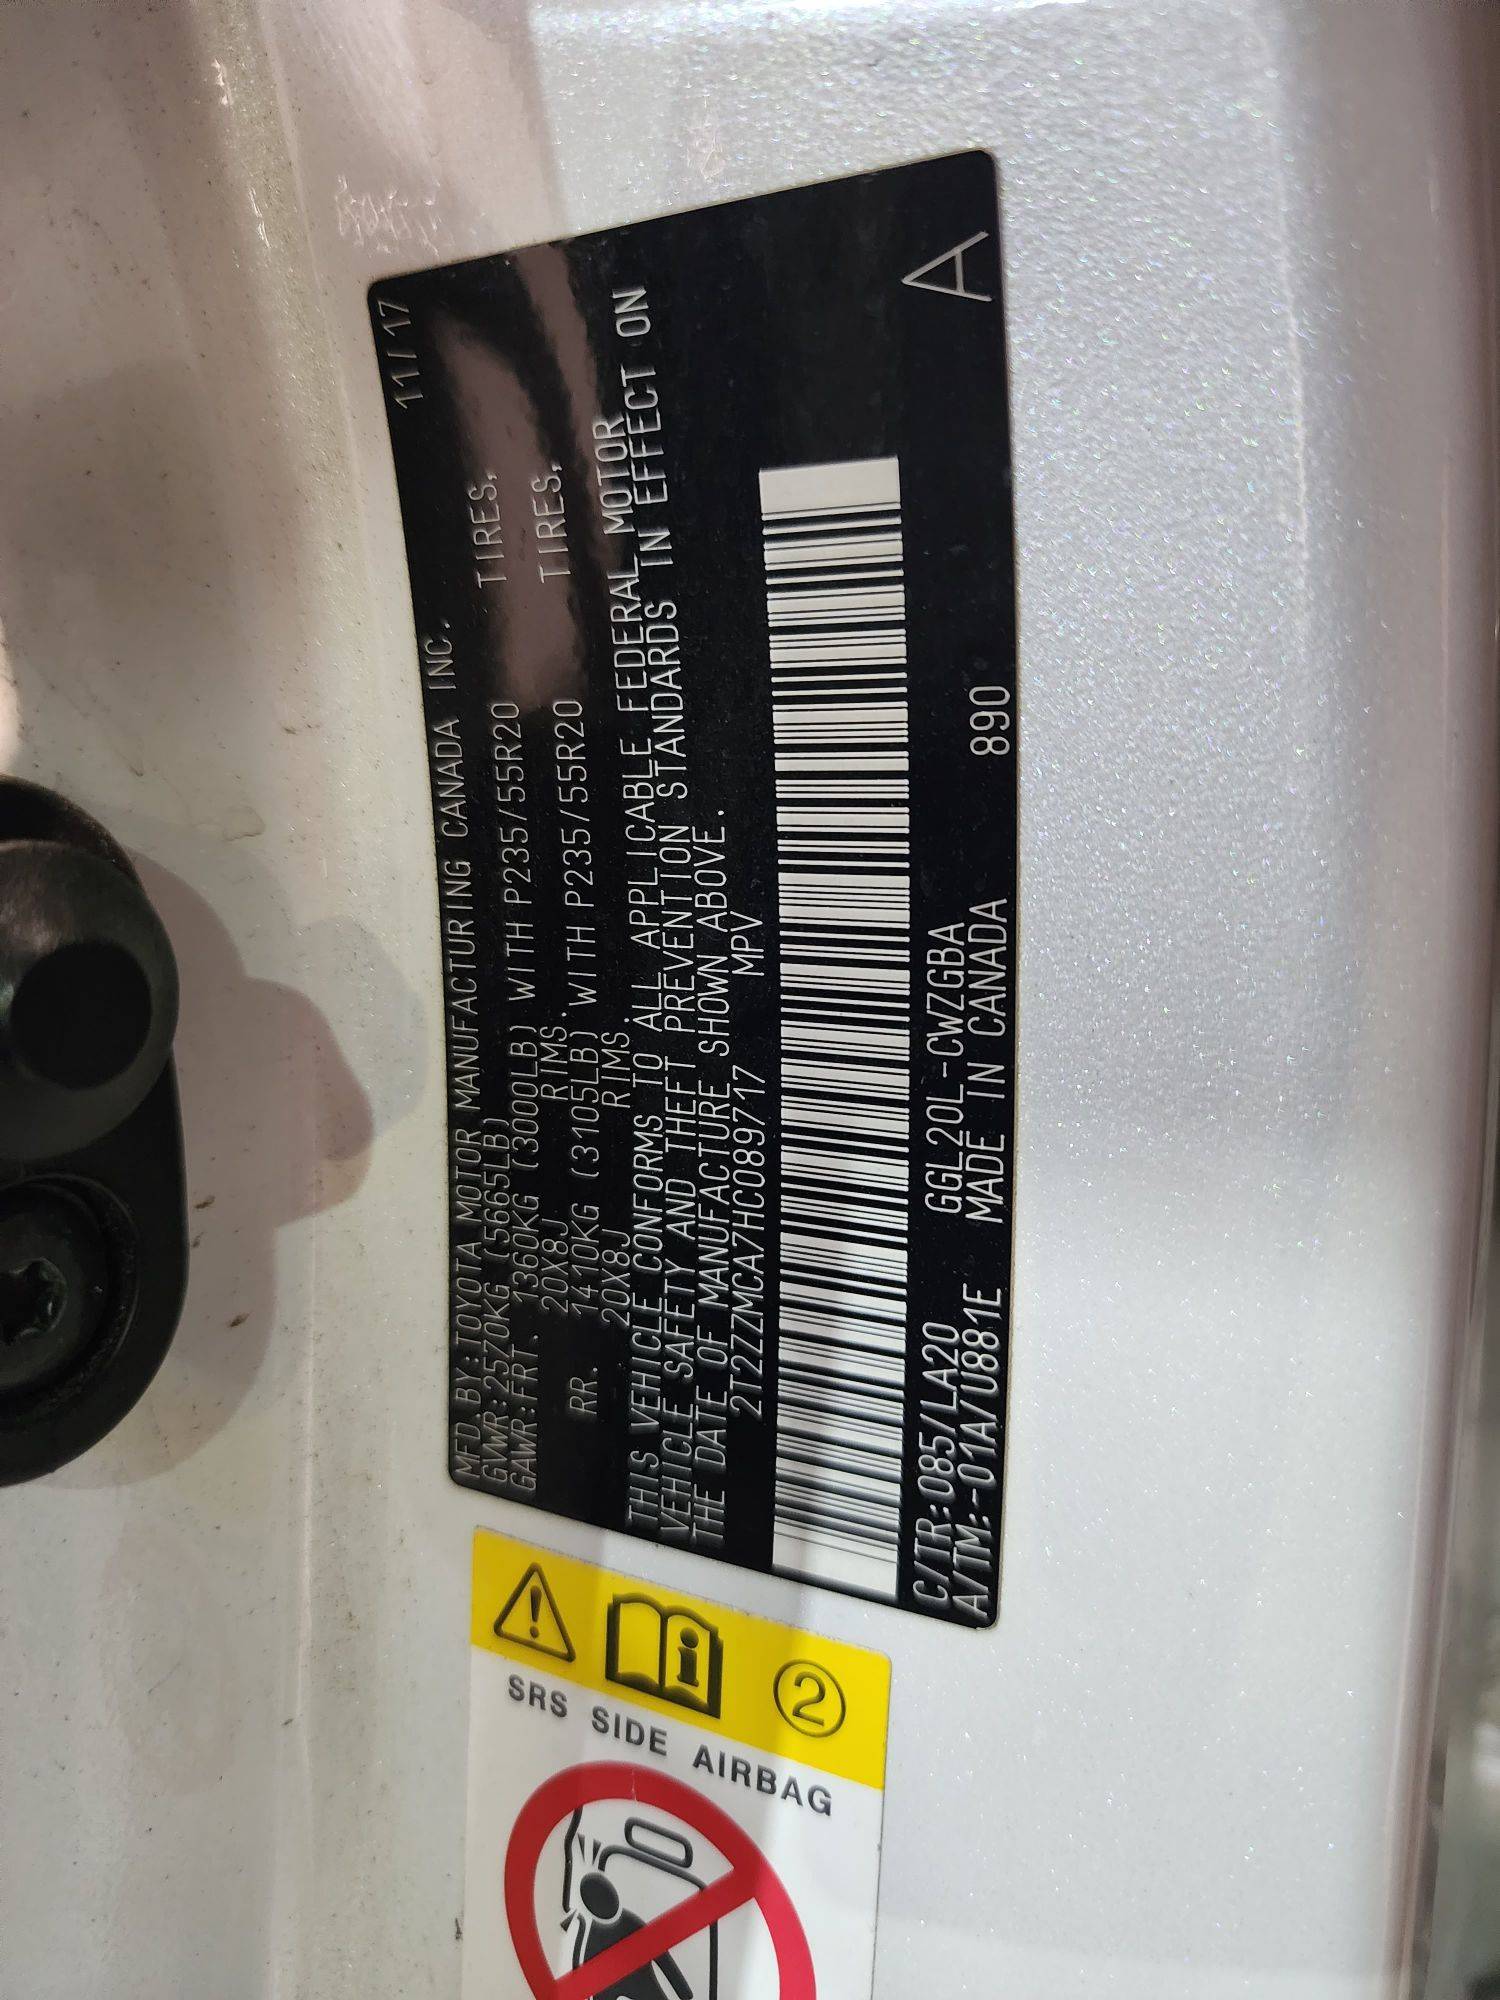 MFD. BY: TOYOTA MOTOR MANUFACTURING CANADA INC. 11/17
GVWR: 2570KG (5665LB)
GAWR: FRT. 1360KG (3000LB) WITH P235/55R20 TIRES,
20X8J RIMS.
RR. 1410KG (3105LB) WITH P235/55R20 TIRES,
20X8J RIMS.
THIS VEHICLE CONFORMS TO ALL APPLICABLE FEDERAL MOTOR
VEHICLE SAFETY AND THEFT PREVENTION STANDARDS IN EFFECT ON
THE DATE OF MANUFACTURE SHOWN ABOVE.
2T2ZZMCA7HC089717 MPV
C/TR: 085/LA20 GGL20L-CWZGBA
A/TM: -01A/U881E MADE IN CANADA 890
A
2
SRS SIDE AIRBAG